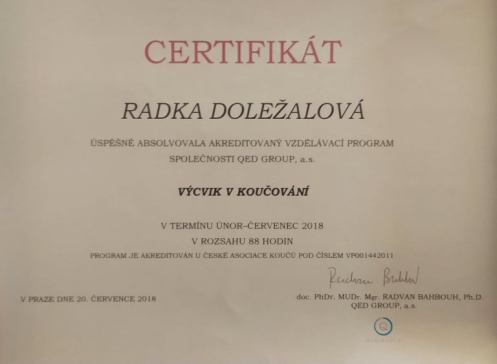 CERTIFIKÁT
RADKA DOLEŽALOVÁ
ÚSPĚŠNĚ ABSOLVOVALA AKREDITOVANÝ VZDĚLÁVACÍ PROGRAM
SPOLEČNOSTI QED GROUP, a.s.
VÝCVIK V KOUČOVÁNÍ
V TERMÍNU ÚNOR–ČERVENEC 2018
V ROZSAHU 88 HODIN
PROGRAM JE AKREDITOVÁN U ČESKÉ ASOCIACE KOUČŮ POD ČÍSLEM VP001442011
V PRAZE DNE 20. ČERVENCE 2018
doc. PhDr. MUDr. Mgr. RADVAN BAHBOUH, Ph.D.
QED GROUP, a.s.